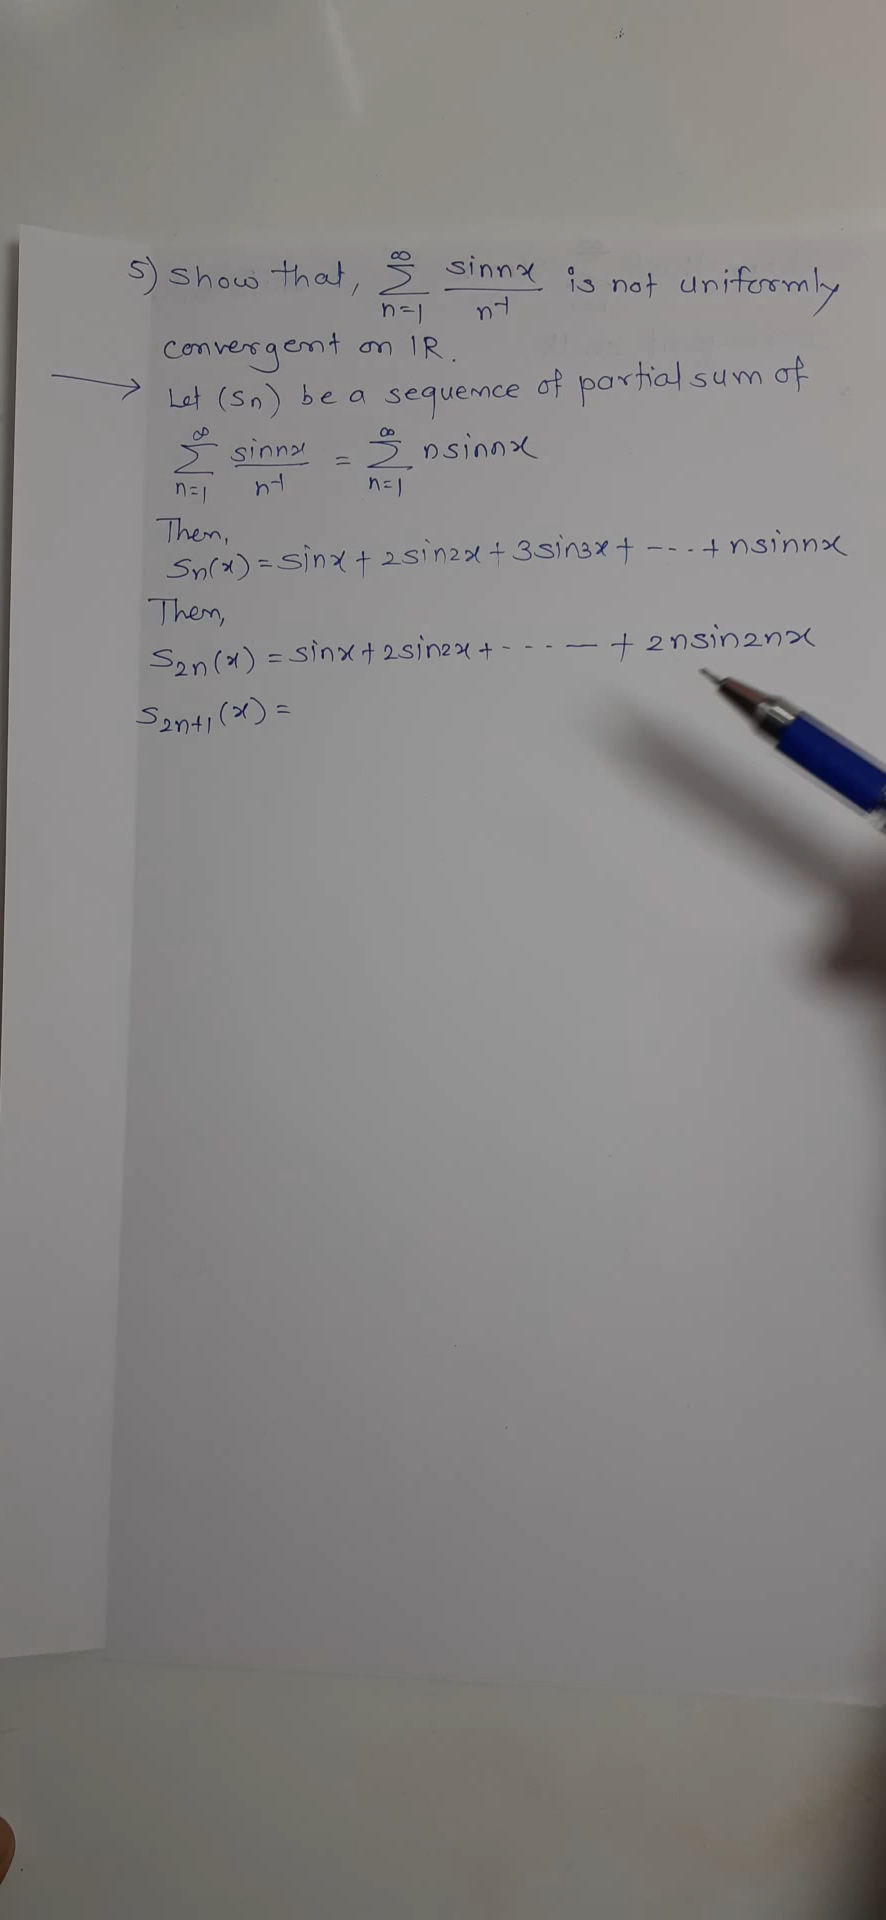 5) Show that, ∞∑n=1 sinnx/n⁻¹ is not uniformly
convergent on IR.
→ Let (Sn) be a sequence of partial sum of
∞∑n=1 sinnx/n⁻¹ = ∞∑n=1 nsinnx
Then,
Sn(x) = sinx + 2sin2x + 3sin3x + ---. + nsinnx
Then,
S2n(x) = sinx + 2sin2x + - - - . — + 2nsin2nx
S2n+1(x) =